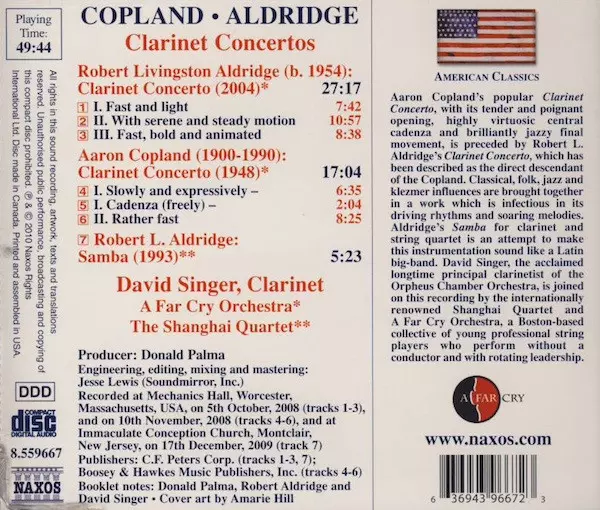 Playing
Time:
49:44
All rights in this sound recording, artwork, texts and translations
reserved. Unauthorised public performance, broadcasting and copying of
this compact disc prohibited. ℗ & © 2010 Naxos Rights
International Ltd. Disc made in Canada. Printed and assembled in USA.
DDD
COMPACT
disc
DIGITAL AUDIO
8.559667
NAXOS
COPLAND • ALDRIDGE
Clarinet Concertos
Robert Livingston Aldridge (b. 1954):
Clarinet Concerto (2004)* 27:17
1 I. Fast and light 7:42
2 II. With serene and steady motion 10:57
3 III. Fast, bold and animated 8:38
Aaron Copland (1900-1990):
Clarinet Concerto (1948)* 17:04
4 I. Slowly and expressively – 6:35
5 I. Cadenza (freely) – 2:04
6 II. Rather fast 8:25
7 Robert L. Aldridge:
Samba (1993)** 5:23
David Singer, Clarinet
A Far Cry Orchestra*
The Shanghai Quartet**
Producer: Donald Palma
Engineering, editing, mixing and mastering:
Jesse Lewis (Soundmirror, Inc.)
Recorded at Mechanics Hall, Worcester,
Massachusetts, USA, on 5th October, 2008 (tracks 1-3),
and on 10th November, 2008 (tracks 4-6), and at
Immaculate Conception Church, Montclair,
New Jersey, on 17th December, 2009 (track 7)
Publishers: C.F. Peters Corp. (tracks 1-3, 7);
Boosey & Hawkes Music Publishers, Inc. (tracks 4-6)
Booklet notes: Donald Palma, Robert Aldridge and
David Singer • Cover art by Amarie Hill
AMERICAN CLASSICS
Aaron Copland's popular Clarinet
Concerto, with its tender and poignant
opening, highly virtuosic central
cadenza and brilliantly jazzy final
movement, is preceded by Robert L.
Aldridge's Clarinet Concerto, which has
been described as the direct descendant
of the Copland. Classical, folk, jazz and
klezmer influences are brought together
in a work which is infectious in its
driving rhythms and soaring melodies.
Aldridge's Samba for clarinet and
string quartet is an attempt to make
this instrumentation sound like a Latin
big-band. David Singer, the acclaimed
longtime principal clarinetist of the
Orpheus Chamber Orchestra, is joined
on this recording by the internationally
renowned Shanghai Quartet and
A Far Cry Orchestra, a Boston-based
collective of young professional string
players who perform without a
conductor and with rotating leadership.
A FAR CRY
www.naxos.com
6 36943 96672 3